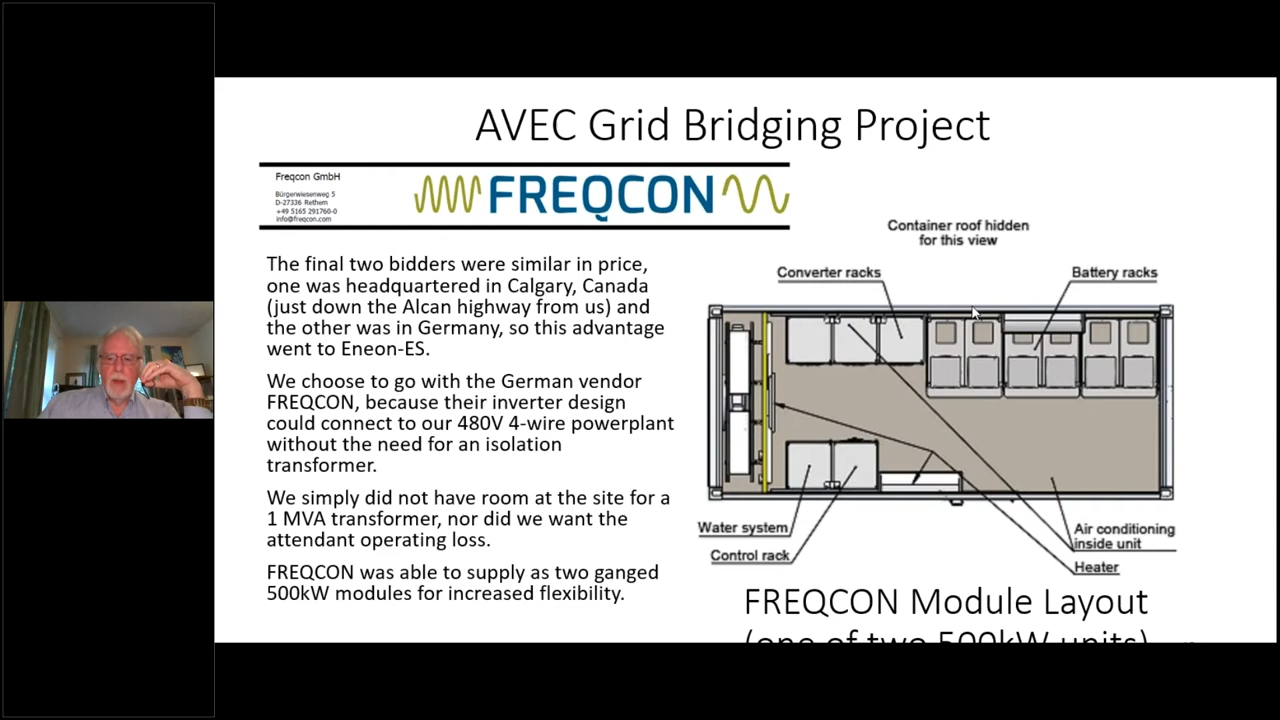 AVEC Grid Bridging Project
Freqcon GmbH
Bürgerwiesenweg 5
D-27336 Rethem
+49 5165 291760-0
info@freqcon.com
FREQCON
The final two bidders were similar in price,
one was headquartered in Calgary, Canada
(just down the Alcan highway from us) and
the other was in Germany, so this advantage
went to Eneon-ES.
We choose to go with the German vendor
FREQCON, because their inverter design
could connect to our 480V 4-wire powerplant
without the need for an isolation
transformer.
We simply did not have room at the site for a
1 MVA transformer, nor did we want the
attendant operating loss.
FREQCON was able to supply as two ganged
500kW modules for increased flexibility.
Container roof hidden
for this view
Converter racks
Battery racks
Water system
Control rack
Air conditioning
inside unit
Heater
FREQCON Module Layout
(one of two 500kW units)